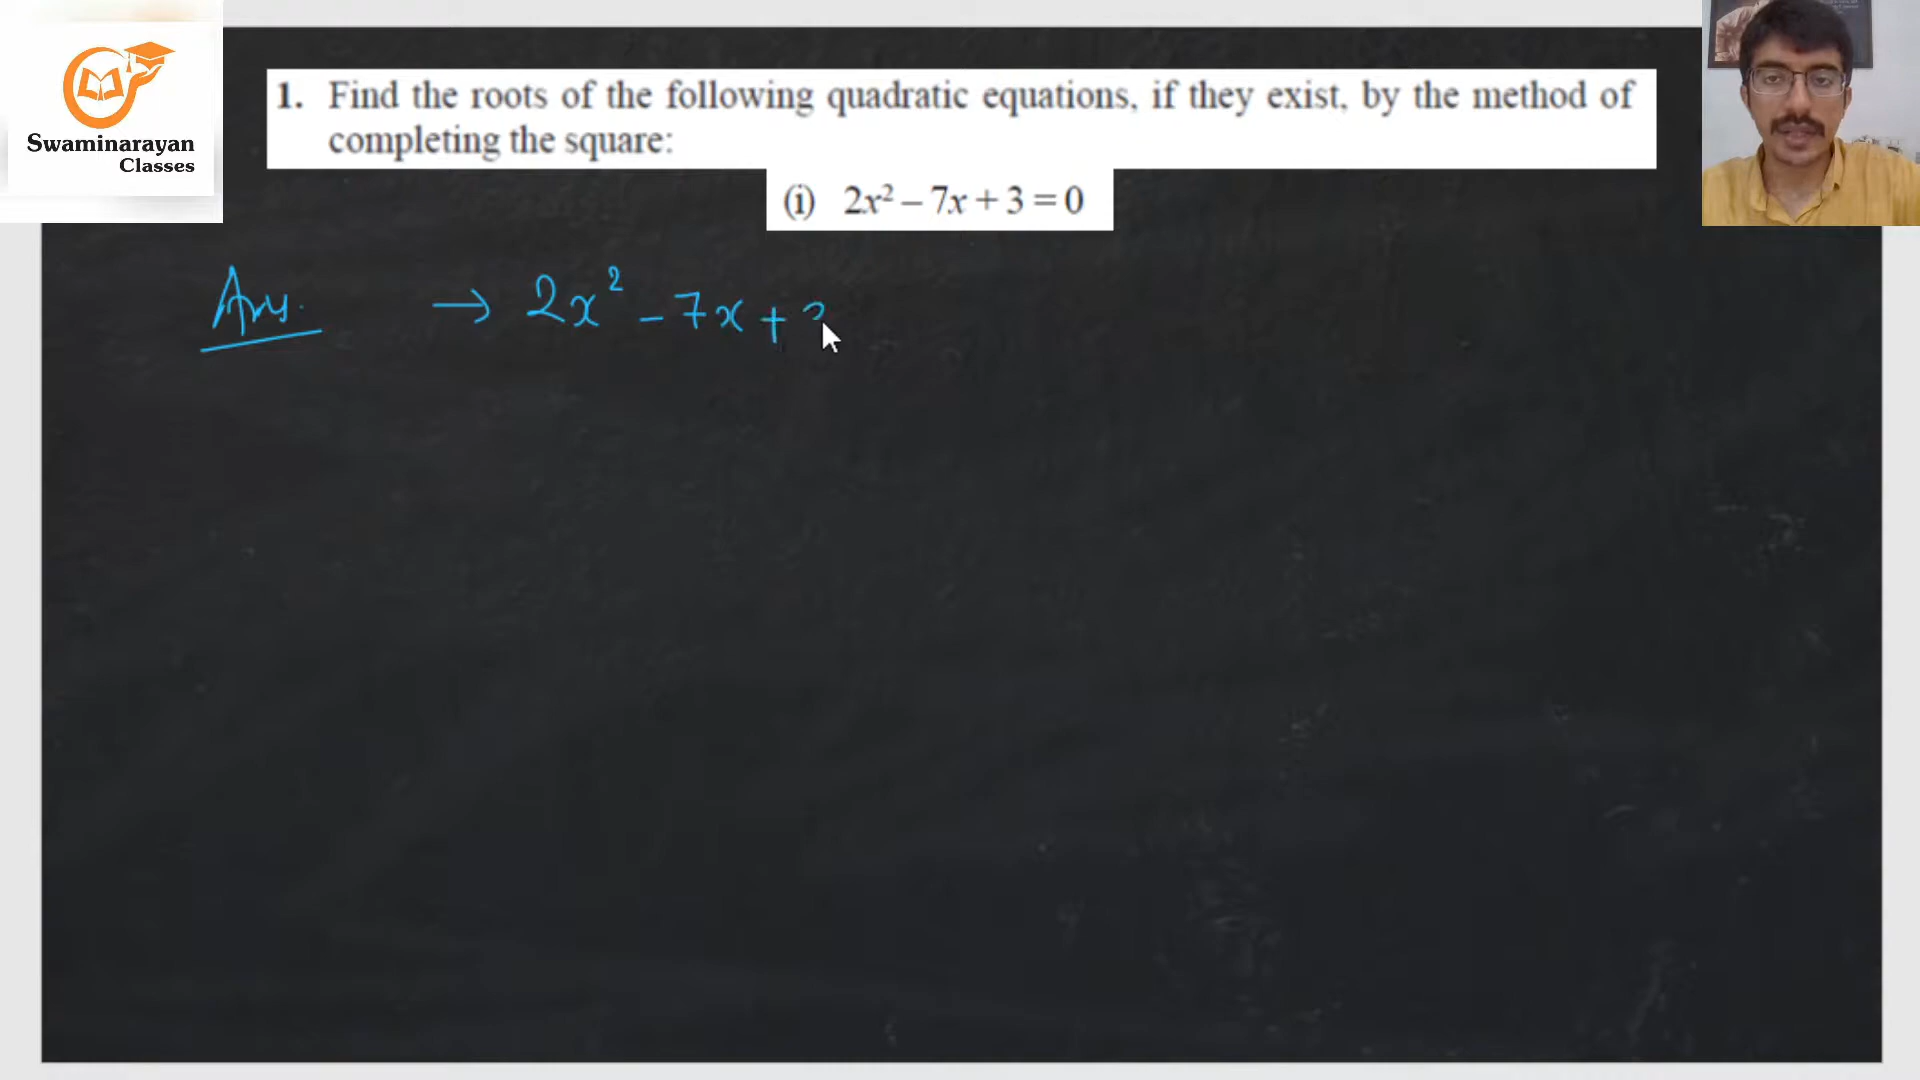 Swaminarayan
Classes
1. Find the roots of the following quadratic equations, if they exist, by the method of
completing the square:
(i) 2x² – 7x + 3 = 0
Ans. → 2x² - 7x +